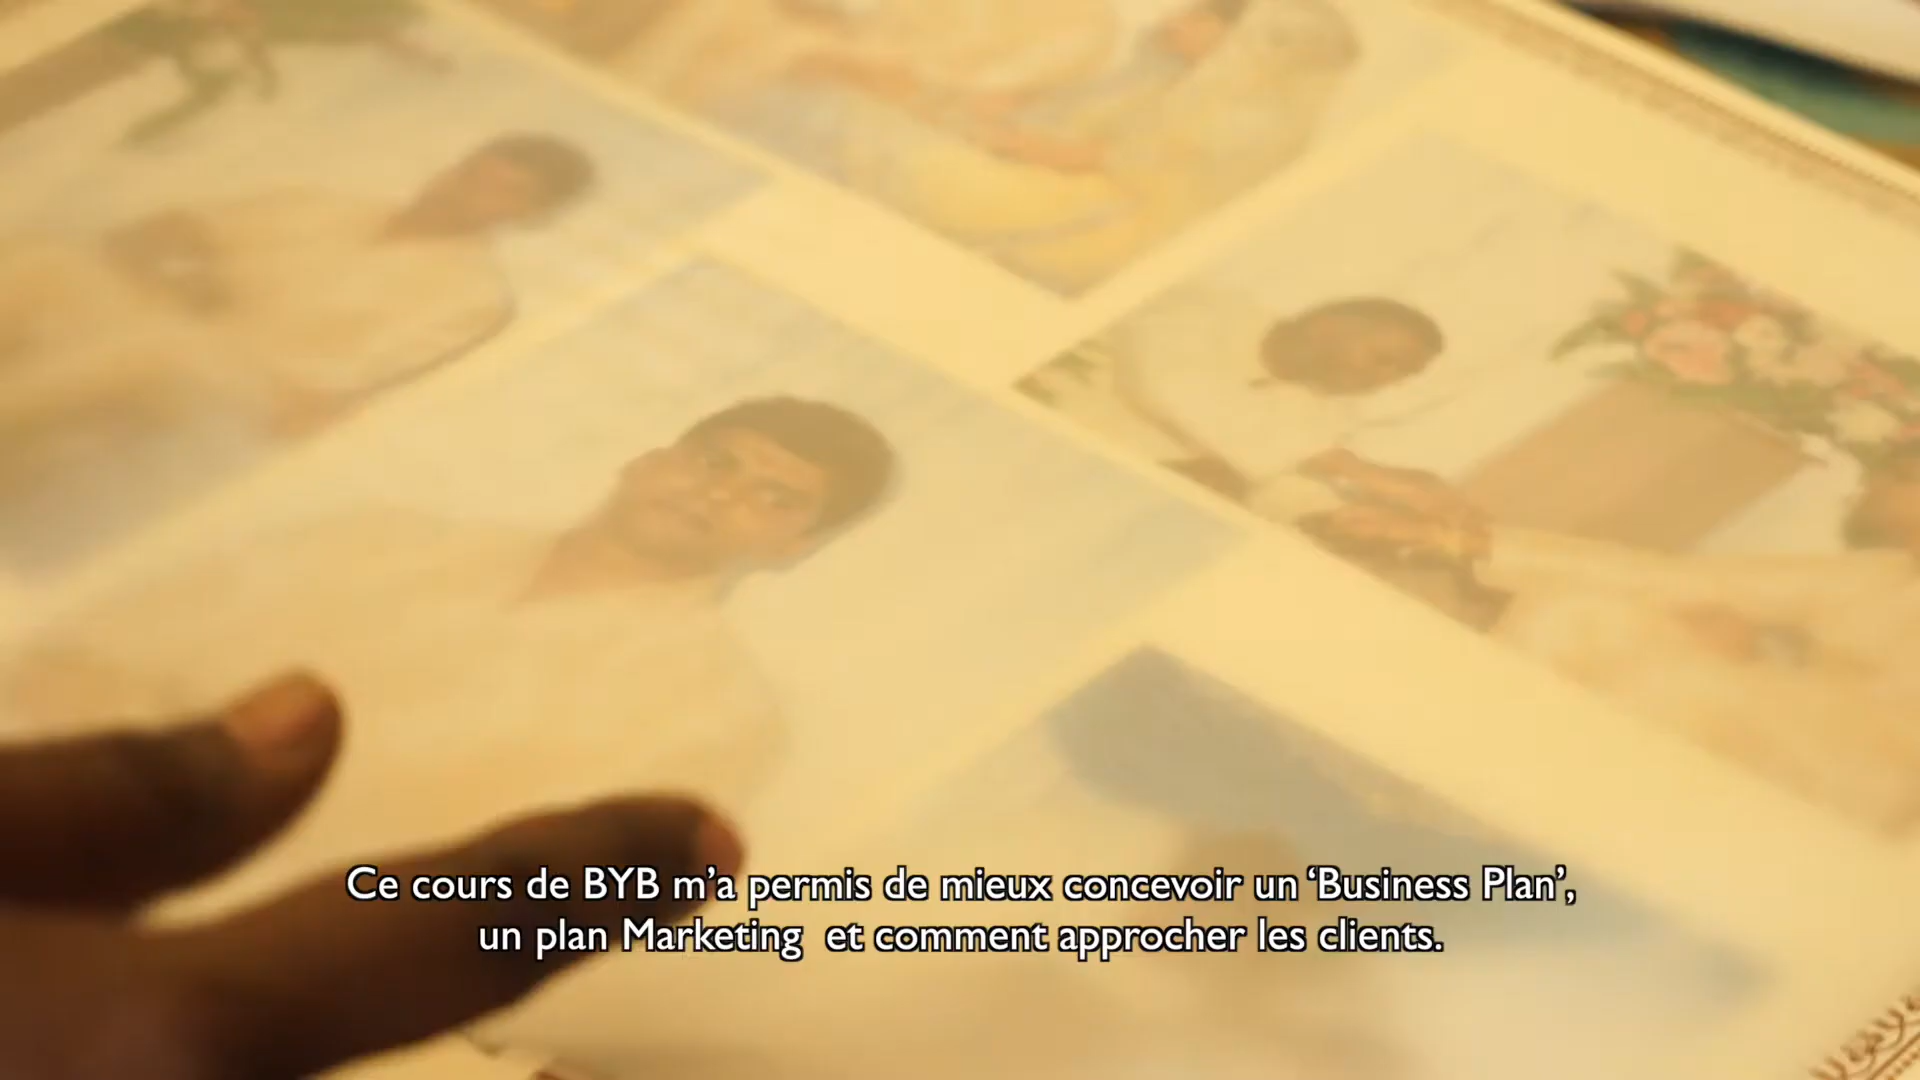 Ce cours de BYB m’a permis de mieux concevoir un ‘Business Plan’,
un plan Marketing  et comment approcher les clients.